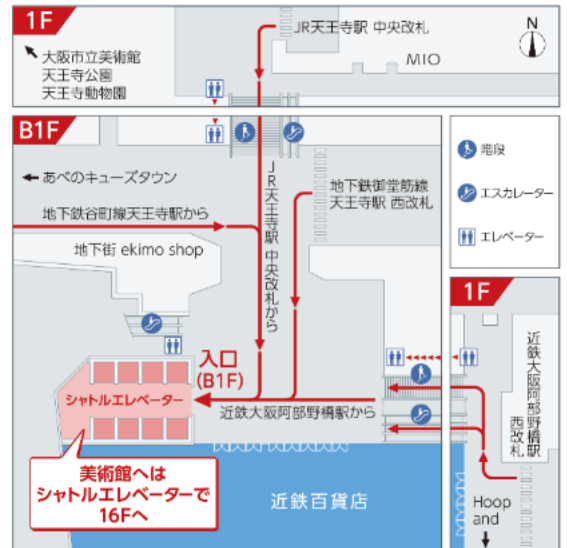 1F
JR天王寺駅 中央改札
N
MIO
大阪市立美術館
天王寺公園
天王寺動物園
B1F
あべのキューズタウン
地下鉄谷町線天王寺駅から
地下街 ekimo shop
JR天王寺駅 中央改札から
地下鉄御堂筋線
天王寺駅 西改札
階段
エスカレーター
エレベーター
入口
(B1F)
シャトルエレベーター
近鉄大阪阿部野橋駅から
美術館へは
シャトルエレベーターで
16Fへ
近鉄百貨店
1F
近鉄大阪阿部野橋駅
西改札
Hoop
and